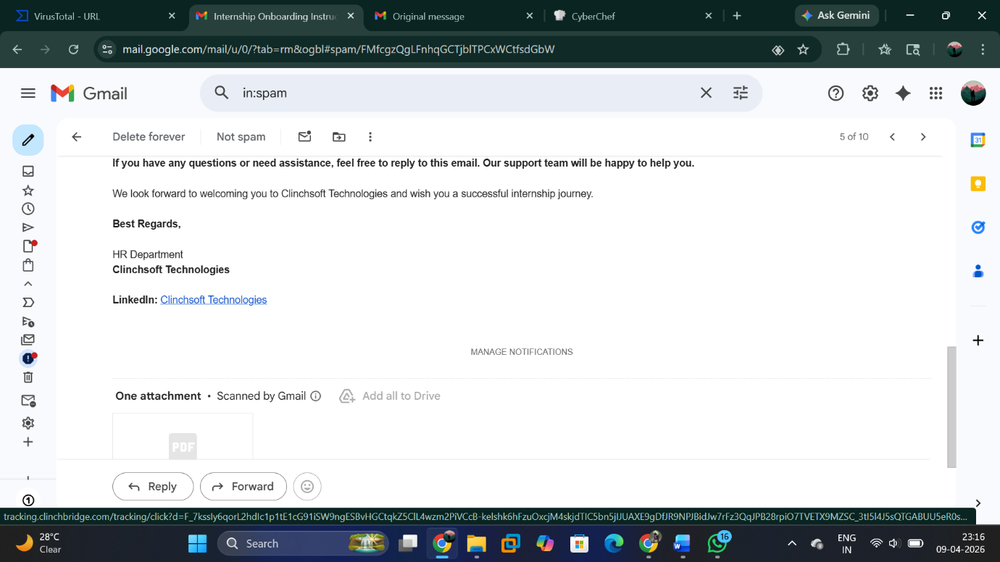 VirusTotal - URL
Internship Onboarding Instruc
Original message
CyberChef
Ask Gemini
mail.google.com/mail/u/0/?tab=rm&ogbl#spam/FMfcgzQgLFnhqGCTjblTPCxWCtfsdGbW
Gmail
in:spam
Delete forever
Not spam
5 of 10
31
If you have any questions or need assistance, feel free to reply to this email. Our support team will be happy to help you.
We look forward to welcoming you to Clinchsoft Technologies and wish you a successful internship journey.
Best Regards,
HR Department
Clinchsoft Technologies
LinkedIn: Clinchsoft Technologies
MANAGE NOTIFICATIONS
One attachment • Scanned by Gmail
Add all to Drive
PDF
Reply
Forward
1
tracking.clinchbridge.com/tracking/click?d=
28°C
Clear
Search
16
ENG
IN
23:16
09-04-2026